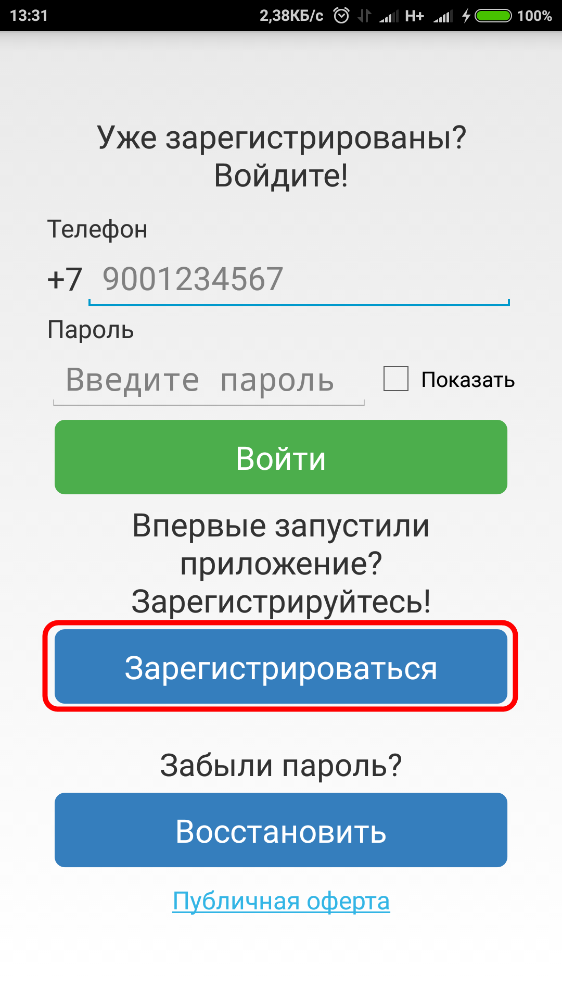 13:31 2,38КБ/с H+ 100%
Уже зарегистрированы?
Войдите!
Телефон
+7 9001234567
Пароль
Введите пароль Показать
Войти
Впервые запустили
приложение?
Зарегистрируйтесь!
Зарегистрироваться
Забыли пароль?
Восстановить
Публичная оферта